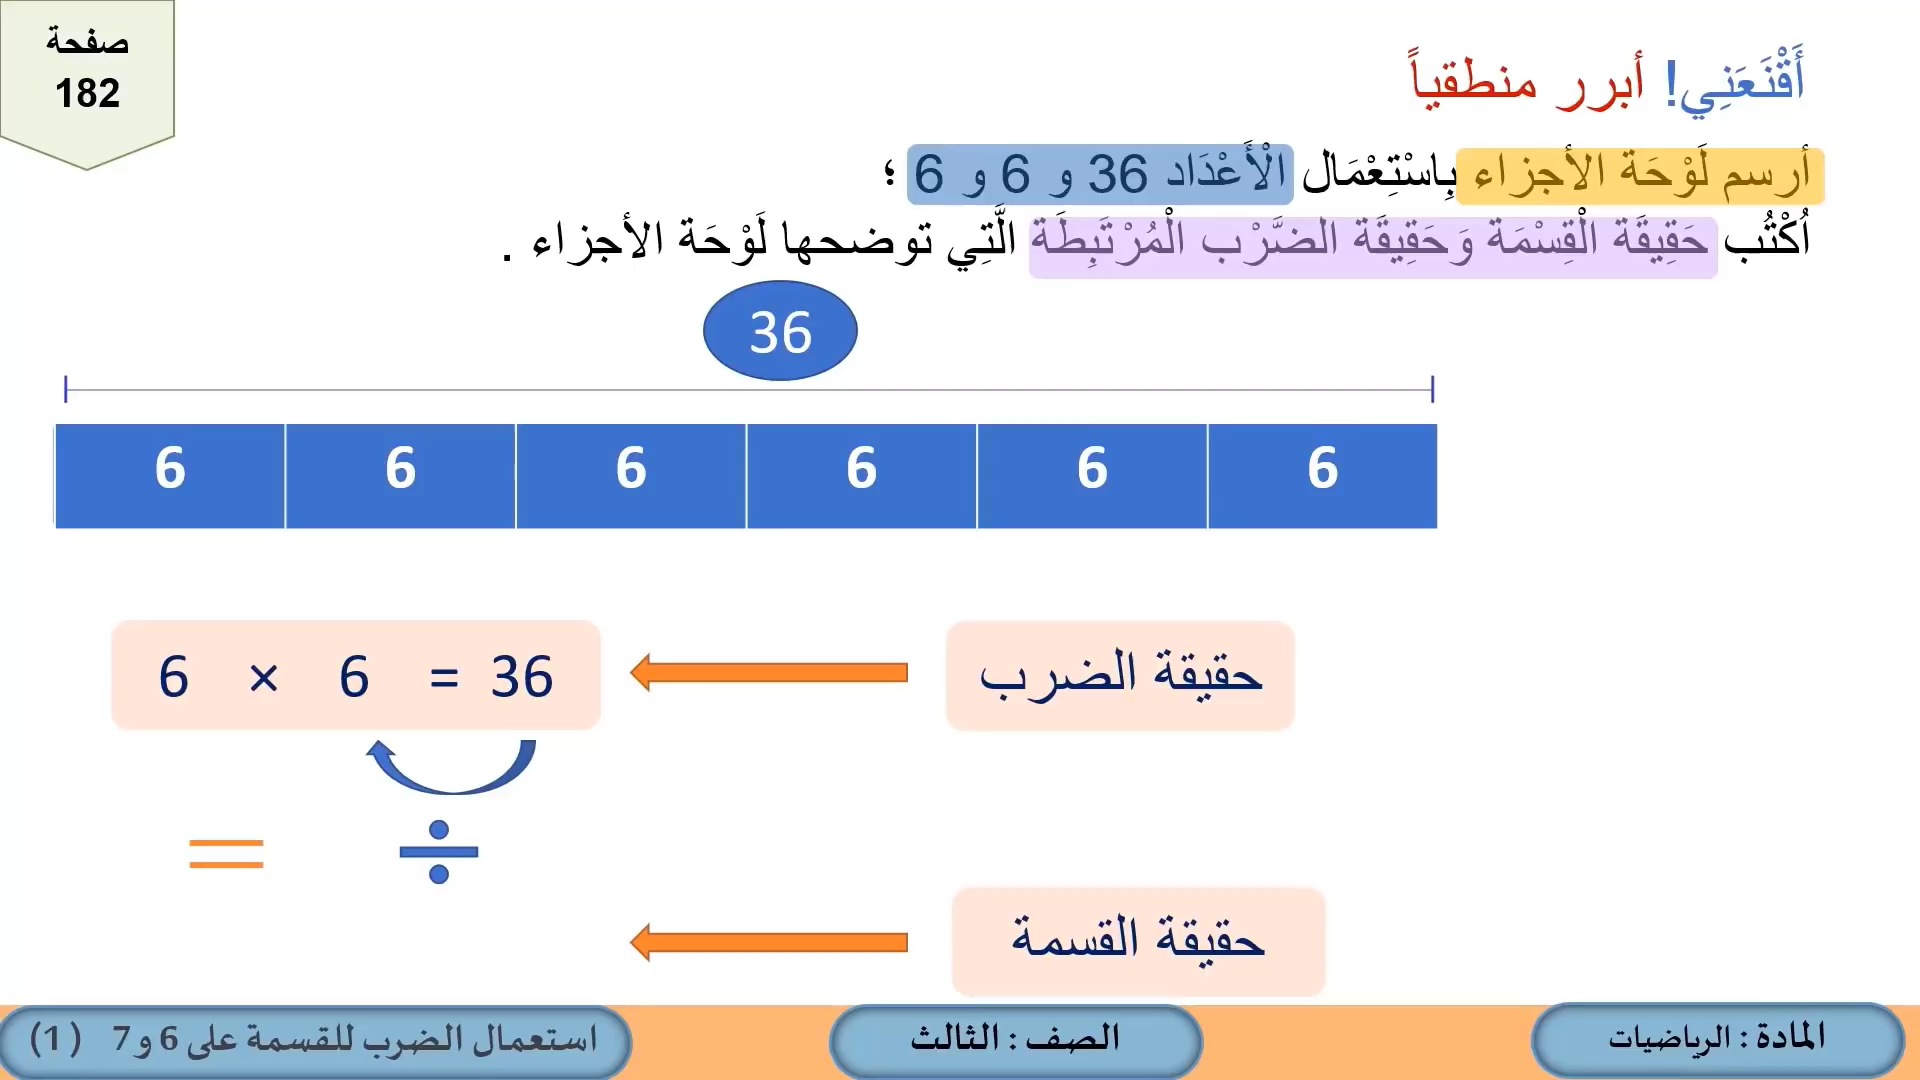 صفحة
182
أَقْنَعَنِي! أبرر منطقياً
أرسم لَوْحَة الأجزاء بِاسْتِعْمَال الْأَعْدَاد 36 و 6 و 6 ؛
اُكْتُب حَقِيقَة الْقِسْمَة وَحَقِيقَة الضَّرْب الْمُرْتَبِطَة الَّتِي توضحها لَوْحَة الأجزاء .
36
6 6 6 6 6 6
حقيقة الضرب
6 × 6 = 36
= ÷
حقيقة القسمة
المادة : الرياضيات
الصف : الثالث
استعمال الضرب للقسمة على 6 و 7 ( 1 )